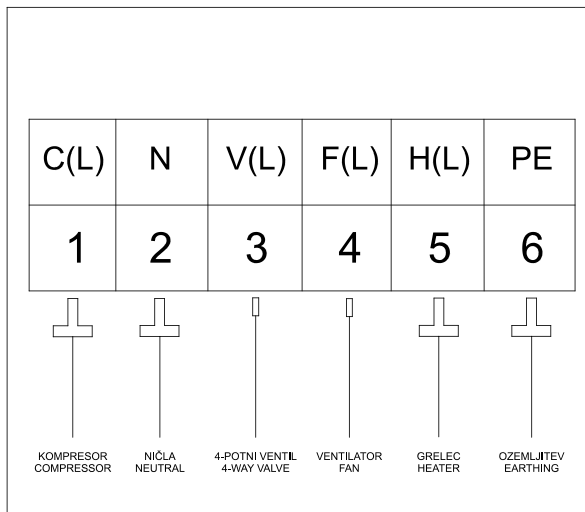 C(L) N V(L) F(L) H(L) PE
1 2 3 4 5 6
KOMPRESOR NIČLA 4-POTNI VENTIL VENTILATOR GRELEC OZEMLJITEV
COMPRESSOR NEUTRAL 4-WAY VALVE FAN HEATER EARTHING